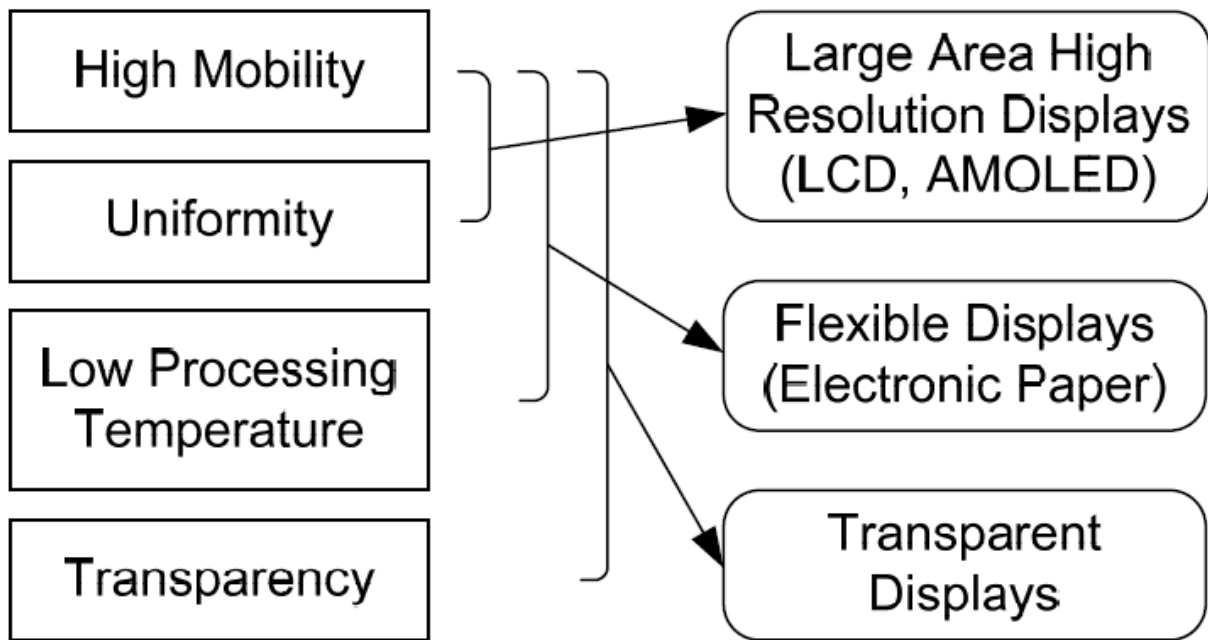 High Mobility
Uniformity
Low Processing
Temperature
Transparency
Large Area High
Resolution Displays
(LCD, AMOLED)
Flexible Displays
(Electronic Paper)
Transparent
Displays